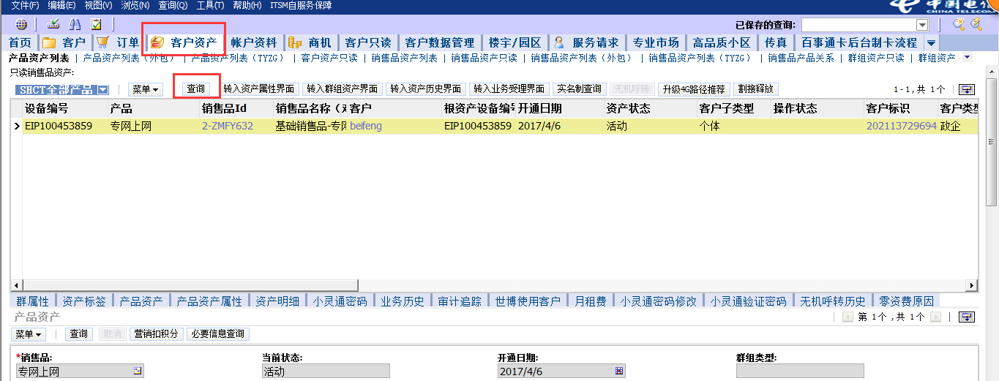 文件(F) 编辑(E) 视图(V) 浏览(N) 查询(Q) 工具(T) 帮助(H) ITSM自服务保障
中国电信
CHINA TELECOM
已保存的查询:
首页 客户 订单 客户资产 帐户资料 商机 客户只读 客户数据管理 楼宇/园区 服务请求 专业市场 高品质小区 传真 百事通卡后台制卡流程
产品资产列表 | 产品资产列表（外包） | 产品资产列表（TYZG） | 客户资产只读 | 销售品资产列表 | 销售品资产只读 | 销售品资产列表（外包） | 销售品资产列表（TYZG） | 销售品产品关系 | 群组资产只读 | 群组资产
只读销售品资产:
SHCT全部产品 菜单 查询 转入资产属性界面 转入群组资产界面 转入资产历史界面 转入业务受理界面 实名制查询 无机呼转 升级4G路径推荐 割接释放 1-1,共 1个
设备编号 产品 销售品Id 销售品名称（ 客户 根资产设备编号 开通日期 资产状态 客户子类型 操作状态 客户标识 客户类型
EIP100453859 专网上网 2-ZMFY632 基础销售品-专网 beifeng EIP100453859 2017/4/6 活动 个体 202113729694 政企
群属性 资产标签 产品资产 产品资产属性 资产明细 小灵通密码 业务历史 审计追踪 世博使用客户 月租费 小灵通密码修改 小灵通验证密码 无机呼转历史 零资费原因
产品资产 第 1个 ,共 1个
菜单 查询 取消 营销扣积分 必要信息查询
*销售品: 当前状态: 开通日期: 群组类型:
专网上网 活动 2017/4/6